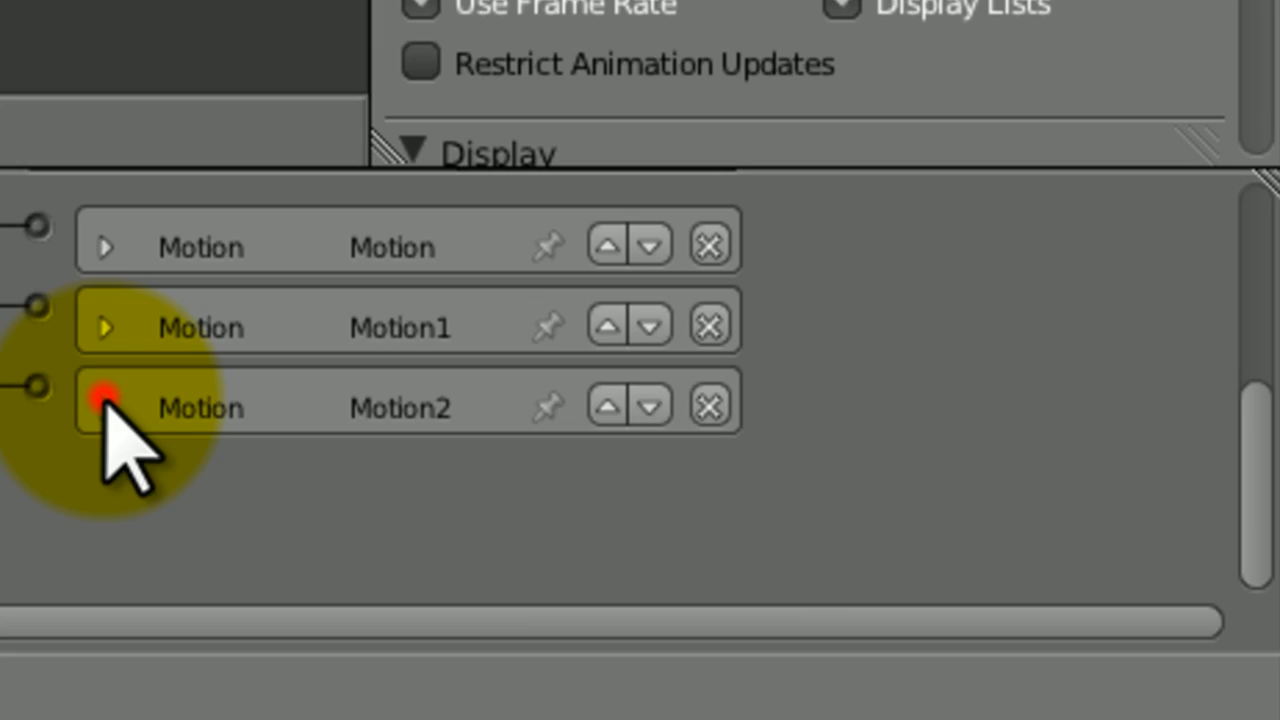 Use Frame Rate Display Lists
Restrict Animation Updates
Display
Motion Motion
Motion Motion1
Motion Motion2